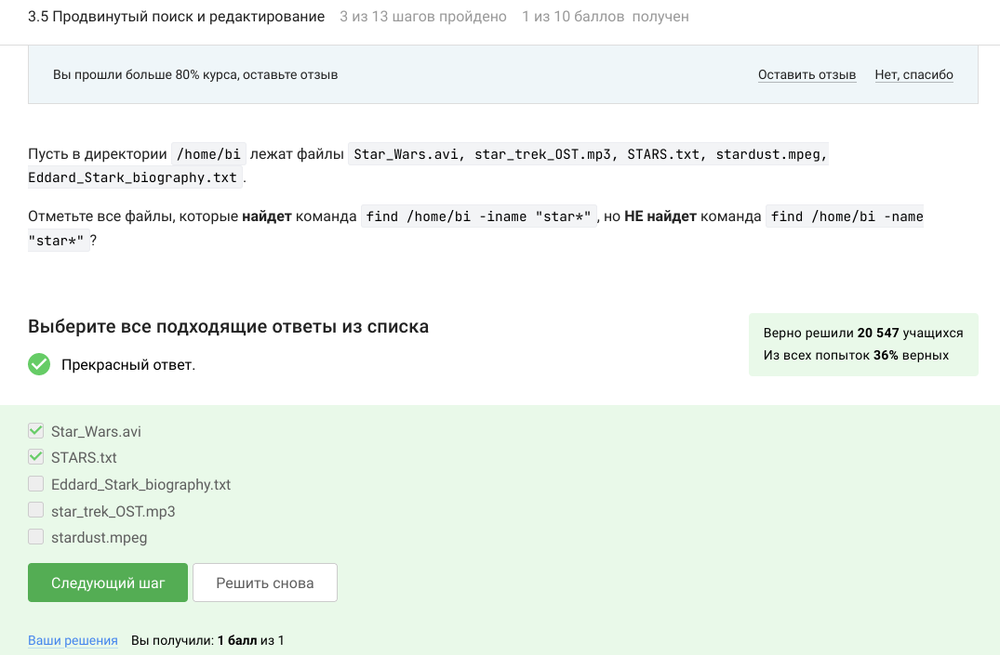 3.5 Продвинутый поиск и редактирование 3 из 13 шагов пройдено 1 из 10 баллов получен
Вы прошли больше 80% курса, оставьте отзыв Оставить отзыв Нет, спасибо
Пусть в директории /home/bi лежат файлы Star_Wars.avi, star_trek_OST.mp3, STARS.txt, stardust.mpeg,
Eddard_Stark_biography.txt.
Отметьте все файлы, которые найдет команда find /home/bi -iname "star*", но НЕ найдет команда find /home/bi -name
"star*"?
Выберите все подходящие ответы из списка
Верно решили 20 547 учащихся
Из всех попыток 36% верных
Прекрасный ответ.
Star_Wars.avi
STARS.txt
Eddard_Stark_biography.txt
star_trek_OST.mp3
stardust.mpeg
Следующий шаг Решить снова
Ваши решения Вы получили: 1 балл из 1